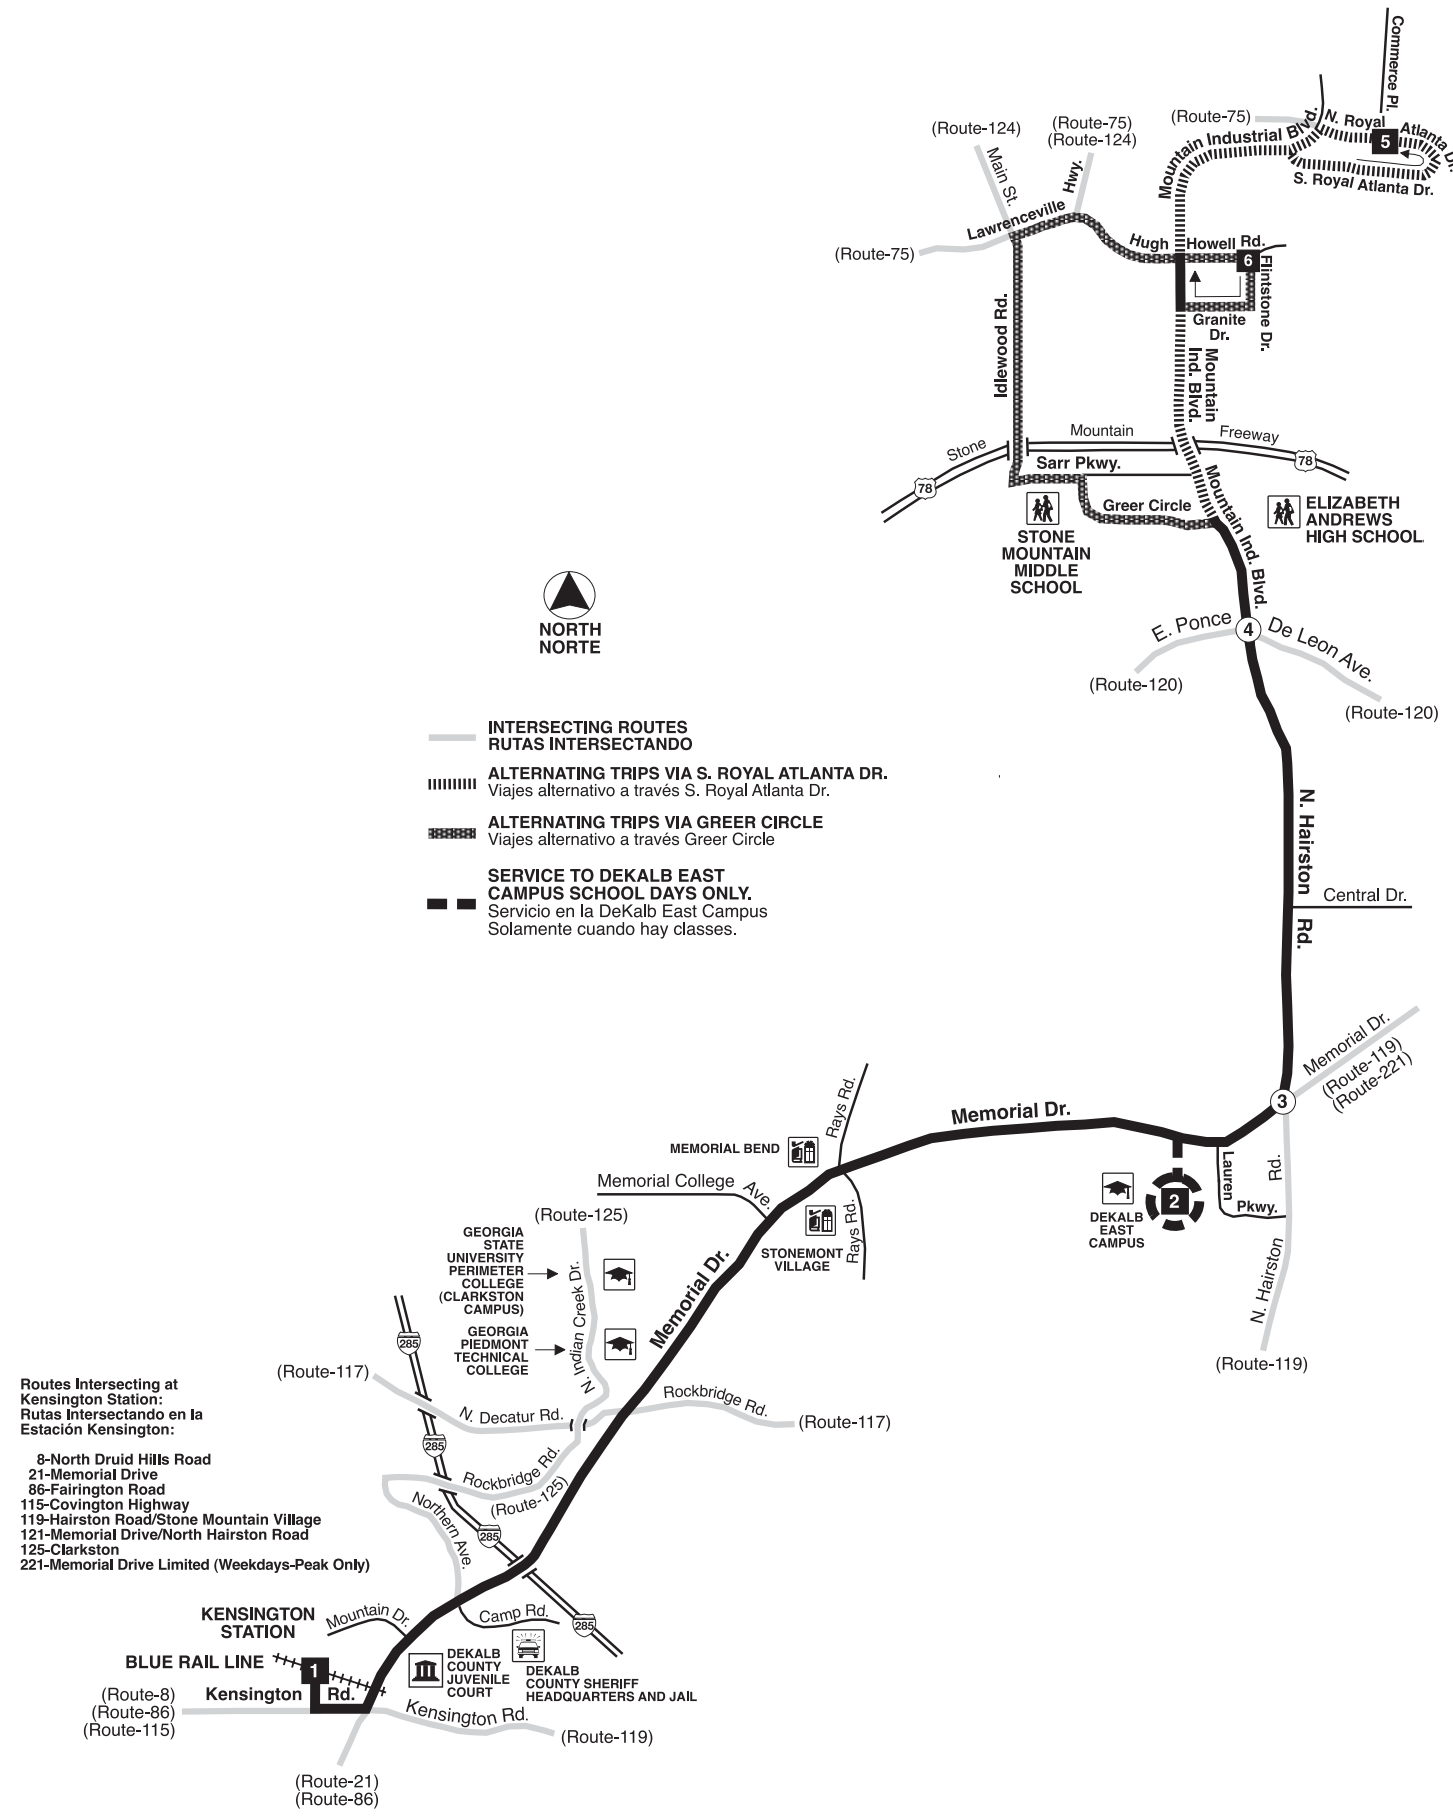 Commerce Pl.
(Route-75)
N. Royal
Atlanta Dr.
5
S. Royal Atlanta Dr.
Mountain Industrial Blvd.
(Route-124)
(Route-75)
(Route-124)
Main St.
Hwy.
Lawrenceville
(Route-75)
Hugh
Howell
Rd.
6
Flintstone Dr.
Granite
Dr.
Idlewood Rd.
Mountain
Ind. Blvd.
Stone
Mountain
Freeway
78
78
Sarr Pkwy.
Greer Circle
Mountain Ind. Blvd.
STONE
MOUNTAIN
MIDDLE
SCHOOL
ELIZABETH
ANDREWS
HIGH SCHOOL
NORTH
NORTE
E. Ponce
4
De Leon Ave.
(Route-120)
(Route-120)
INTERSECTING ROUTES
RUTAS INTERSECTANDO
ALTERNATING TRIPS VIA S. ROYAL ATLANTA DR.
Viajes alternativo a través S. Royal Atlanta Dr.
ALTERNATING TRIPS VIA GREER CIRCLE
Viajes alternativo a través Greer Circle
SERVICE TO DEKALB EAST
CAMPUS SCHOOL DAYS ONLY.
Servicio en la DeKalb East Campus
Solamente cuando hay classes.
N. Hairston
Rd.
Central Dr.
Memorial Dr.
(Route-119)
(Route-221)
3
Memorial Dr.
Rays Rd.
MEMORIAL BEND
Memorial College
Ave.
STONEMONT
VILLAGE
Rays Rd.
DEKALB
EAST
CAMPUS
2
Lauren
Pkwy.
Rd.
N. Hairston
(Route-119)
(Route-125)
GEORGIA
STATE
UNIVERSITY
PERIMETER
COLLEGE
(CLARKSTON
CAMPUS)
GEORGIA
PIEDMONT
TECHNICAL
COLLEGE
N. Indian Creek Dr.
Memorial Dr.
285
(Route-117)
N. Decatur Rd.
Rockbridge Rd.
(Route-117)
285
Rockbridge Rd.
(Route-125)
Northern Ave.
285
Routes Intersecting at
Kensington Station:
Rutas Intersectando en la
Estación Kensington:
8-North Druid Hills Road
21-Memorial Drive
86-Fairington Road
115-Covington Highway
119-Hairston Road/Stone Mountain Village
121-Memorial Drive/North Hairston Road
125-Clarkston
221-Memorial Drive Limited (Weekdays-Peak Only)
KENSINGTON
STATION
Mountain Dr.
Camp Rd.
285
BLUE RAIL LINE
1
DEKALB
COUNTY
JUVENILE
COURT
DEKALB
COUNTY SHERIFF
HEADQUARTERS AND JAIL
Kensington
Rd.
(Route-8)
(Route-86)
(Route-115)
Kensington Rd.
(Route-119)
(Route-21)
(Route-86)